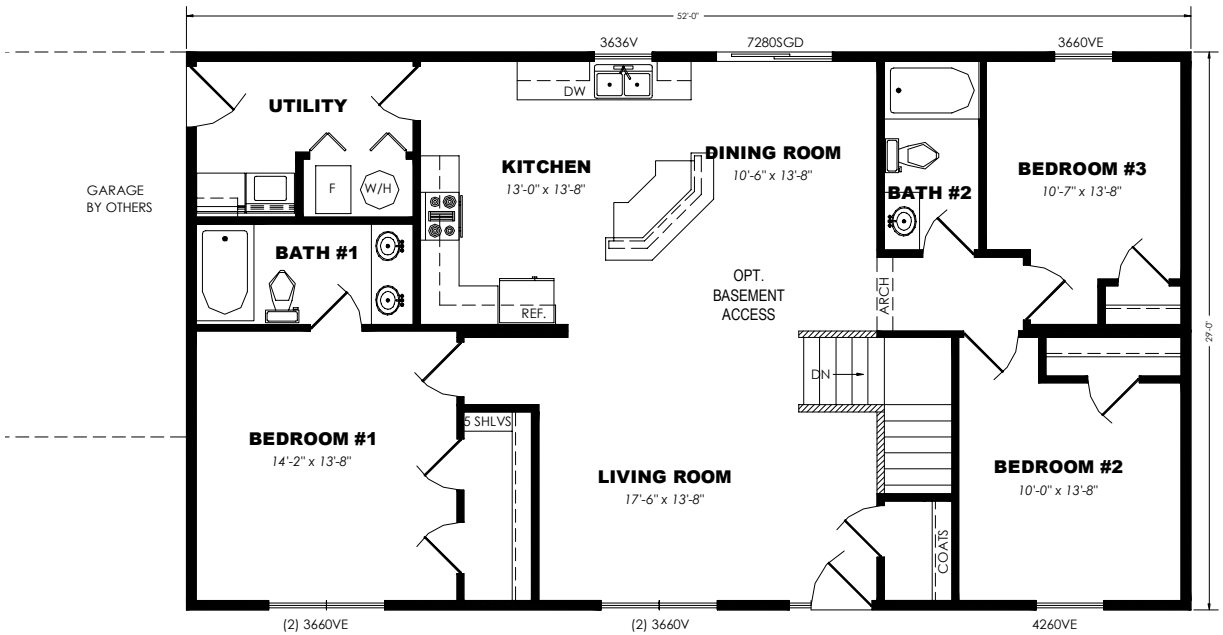 52'-0"
3636V
7280SGD
3660VE
DW
UTILITY
KITCHEN
13'-0" x 13'-8"
DINING ROOM
10'-6" x 13'-8"
BEDROOM #3
10'-7" x 13'-8"
BATH #2
F
W/H
GARAGE
BY OTHERS
BATH #1
OPT.
BASEMENT
ACCESS
ARCH
REF.
29'-0"
DN
5 SHLVS
BEDROOM #1
14'-2" x 13'-8"
LIVING ROOM
17'-6" x 13'-8"
BEDROOM #2
10'-0" x 13'-8"
COATS
(2) 3660VE
(2) 3660V
4260VE